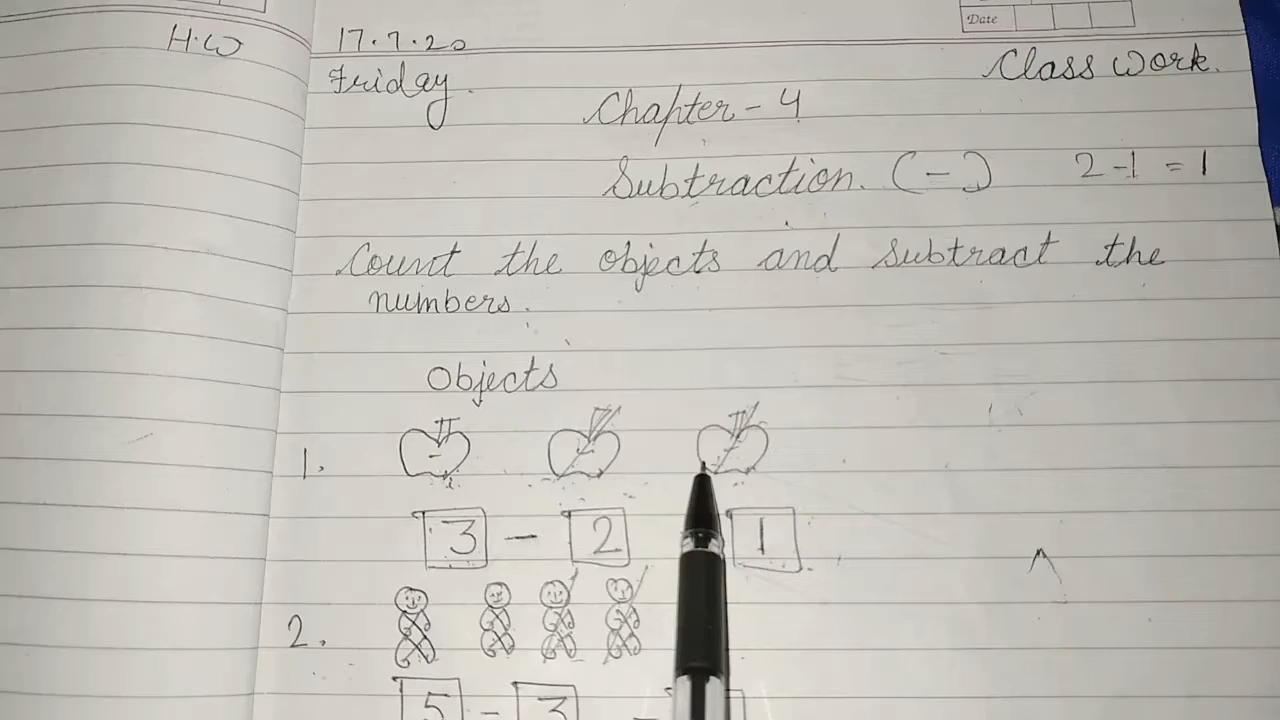 Date
H.W
17.7.20
Class Work.
Friday.
Chapter - 4
Subtraction. (-) 2-1 = 1
Count the objects and subtract the
numbers.
Objects
1.
3 - 2 1
2.
5 - 3 -